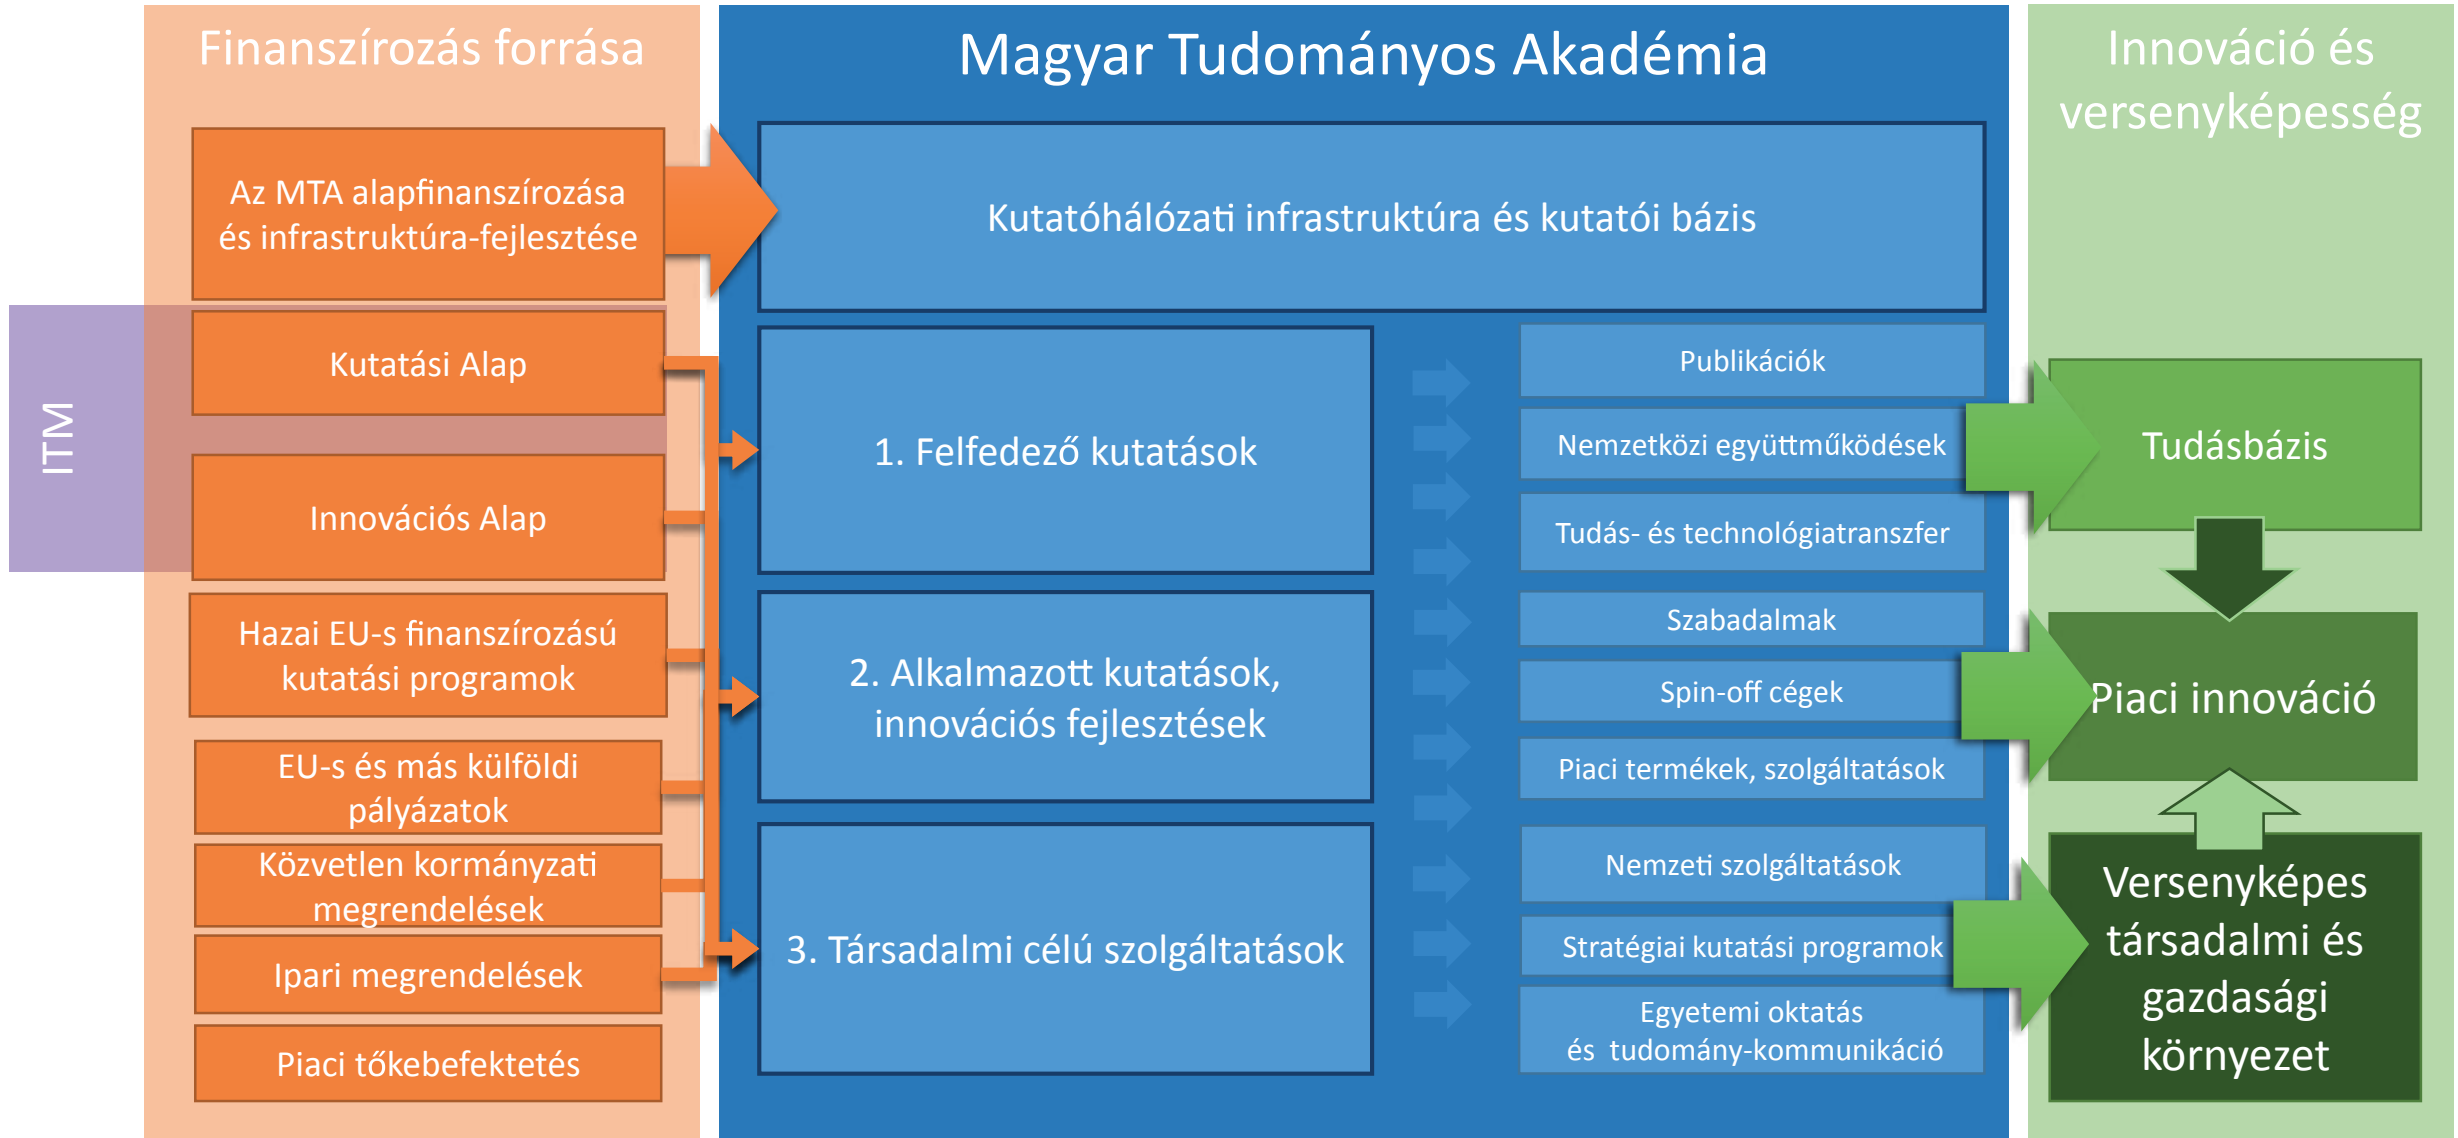 Finanszírozás forrása
Az MTA alapfinanszírozása
és infrastruktúra-fejlesztése
ITM
Kutatási Alap
Innovációs Alap
Hazai EU-s finanszírozású
kutatási programok
EU-s és más külföldi
pályázatok
Közvetlen kormányzati
megrendelések
Ipari megrendelések
Piaci tőkebefektetés
Magyar Tudományos Akadémia
Kutatóhálózati infrastruktúra és kutatói bázis
1. Felfedező kutatások
2. Alkalmazott kutatások,
innovációs fejlesztések
3. Társadalmi célú szolgáltatások
Publikációk
Nemzetközi együttműködések
Tudás- és technológiatranszfer
Szabadalmak
Spin-off cégek
Piaci termékek, szolgáltatások
Nemzeti szolgáltatások
Stratégiai kutatási programok
Egyetemi oktatás
és tudomány-kommunikáció
Innováció és
versenyképesség
Tudásbázis
Piaci innováció
Versenyképes
társadalmi és
gazdasági
környezet